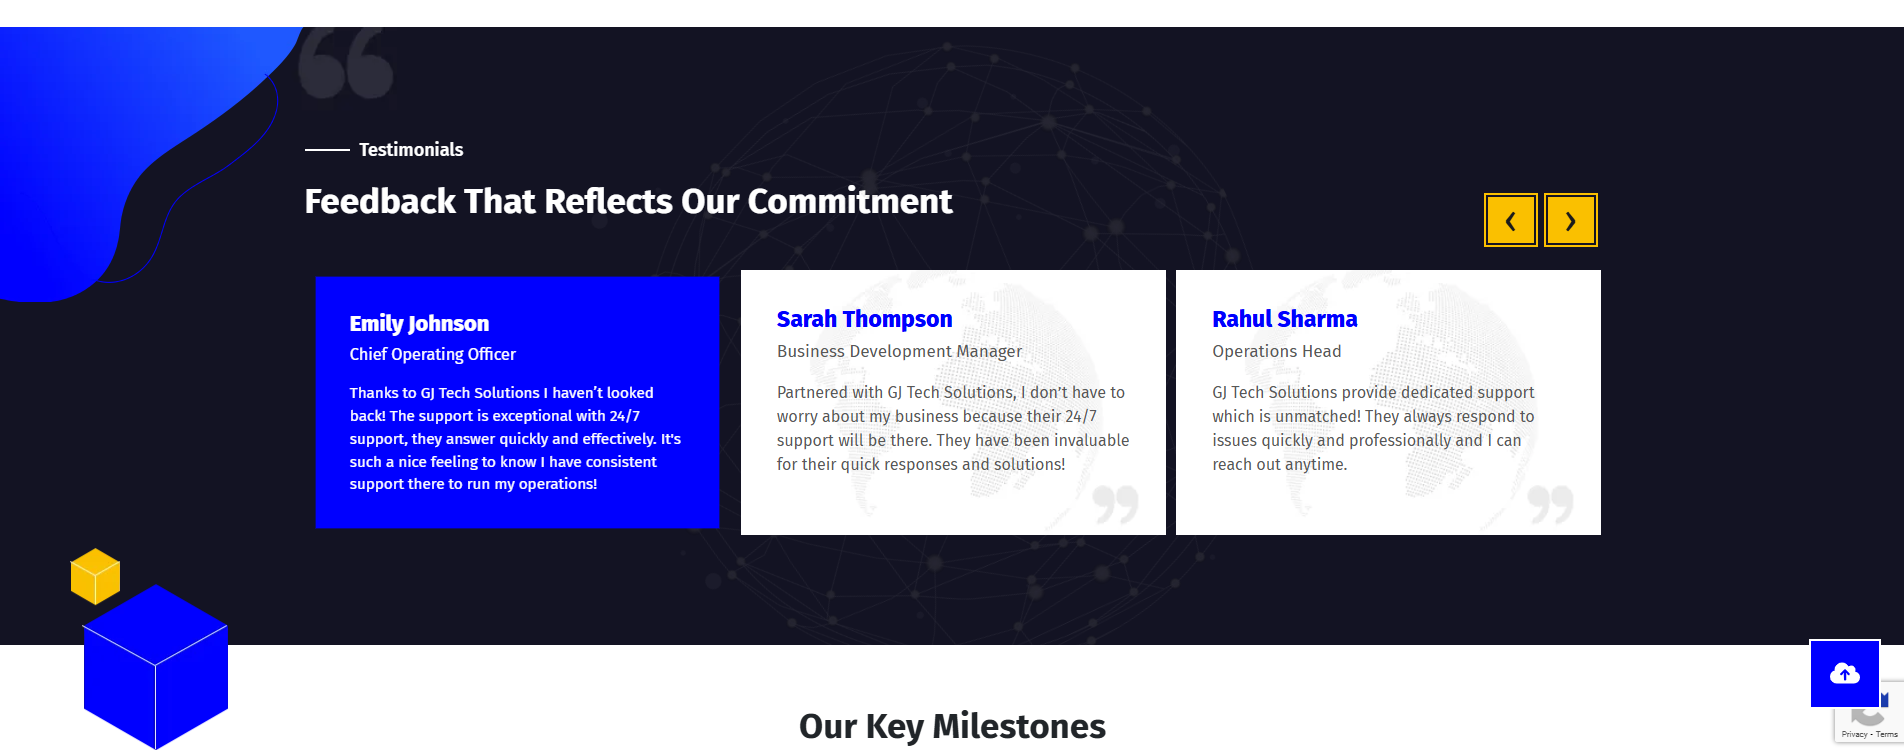 Testimonials
Feedback That Reflects Our Commitment
Emily Johnson
Chief Operating Officer
Thanks to GJ Tech Solutions I haven’t looked
back! The support is exceptional with 24/7
support, they answer quickly and effectively. It's
such a nice feeling to know I have consistent
support there to run my operations!
Sarah Thompson
Business Development Manager
Partnered with GJ Tech Solutions, I don’t have to
worry about my business because their 24/7
support will be there. They have been invaluable
for their quick responses and solutions!
Rahul Sharma
Operations Head
GJ Tech Solutions provide dedicated support
which is unmatched! They always respond to
issues quickly and professionally and I can
reach out anytime.
Our Key Milestones
Privacy - Terms